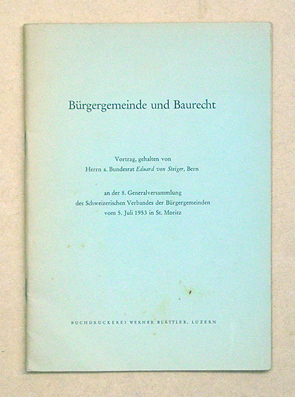 Bürgergemeinde und Baurecht
Vortrag, gehalten von
Herrn a. Bundesrat Eduard von Steiger, Bern
an der 8. Generalversammlung
des Schweizerischen Verbandes der Bürgergemeinden
vom 5. Juli 1953 in St. Moritz
BUCHDRUCKEREI WERNER BLÄTTLER, LUZERN